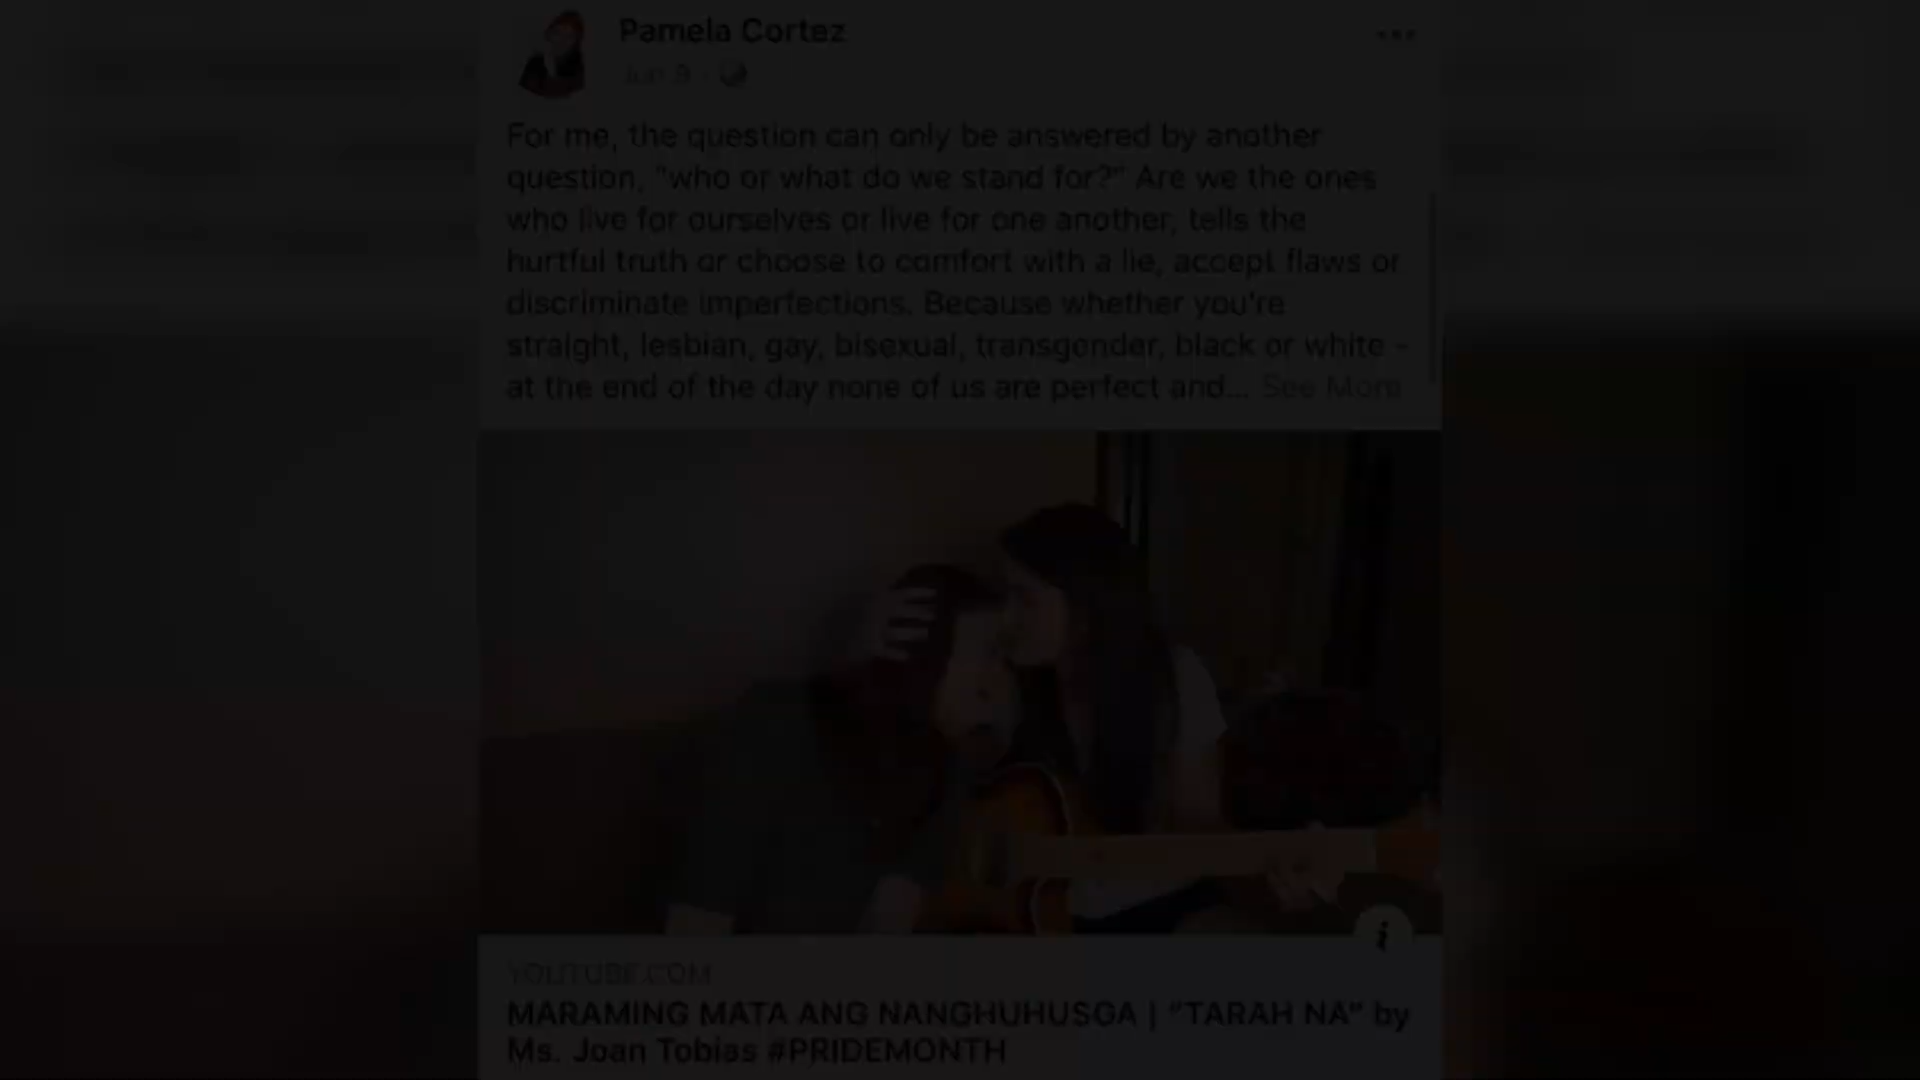 Pamela Cortez
Jun 9 ·
For me, the question can only be answered by another
question, "who or what do we stand for?" Are we the ones
who live for ourselves or live for one another, tells the
hurtful truth or choose to comfort with a lie, accept flaws or
discriminate imperfections. Because whether you're
straight, lesbian, gay, bisexual, transgender, black or white -
at the end of the day none of us are perfect and... See More
YOUTUBE.COM
MARAMING MATA ANG NANGHUHUSGA | "TARAH NA" by
Ms. Joan Tobias #PRIDEMONTH